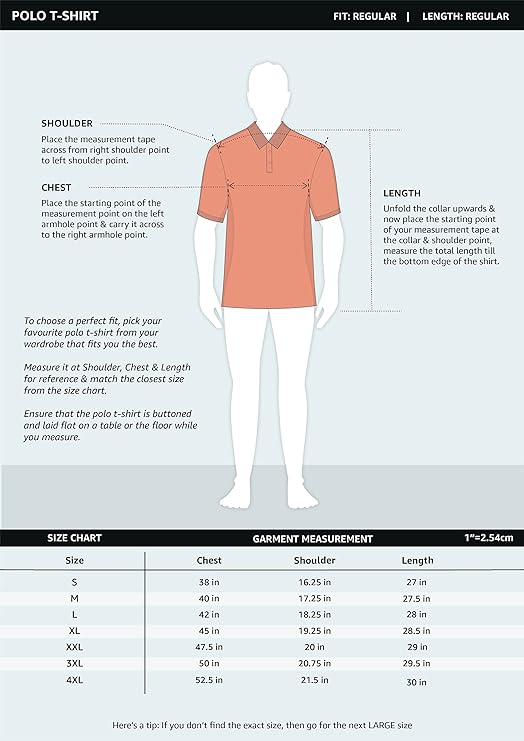 POLO T-SHIRT FIT: REGULAR | LENGTH: REGULAR
SHOULDER
Place the measurement tape
across from right shoulder point
to left shoulder point.
CHEST
Place the starting point of the
measurement point on the left
armhole point & carry it across
to the right armhole point.
LENGTH
Unfold the collar upwards &
now place the starting point
of your measurement tape at
the collar & shoulder point,
measure the total length till
the bottom edge of the shirt.
To choose a perfect fit, pick your
favourite polo t-shirt from your
wardrobe that fits you the best.
Measure it at Shoulder, Chest & Length
for reference & match the closest size
from the size chart.
Ensure that the polo t-shirt is buttoned
and laid flat on a table or the floor while
you measure.
SIZE CHART GARMENT MEASUREMENT 1"=2.54cm
Size Chest Shoulder Length
S 38 in 16.25 in 27 in
M 40 in 17.25 in 27.5 in
L 42 in 18.25 in 28 in
XL 45 in 19.25 in 28.5 in
XXL 47.5 in 20 in 29 in
3XL 50 in 20.75 in 29.5 in
4XL 52.5 in 21.5 in 30 in
Here's a tip: If you don't find the exact size, then go for the next LARGE size